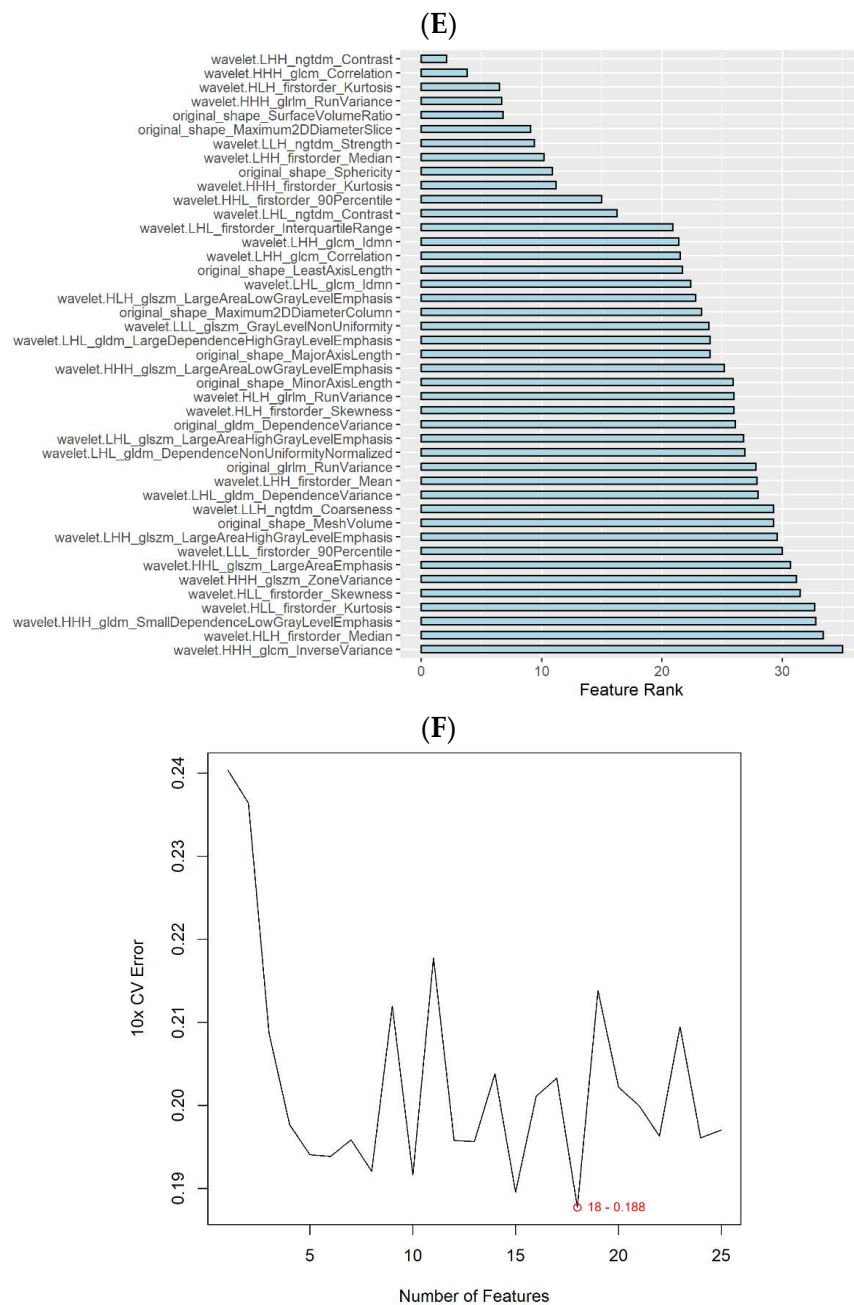 (E)
wavelet.LHH_ngtdm_Contrast
wavelet.HHH_glcm_Correlation
wavelet.HLH_firstorder_Kurtosis
wavelet.HHH_glrlm_RunVariance
original_shape_SurfaceVolumeRatio
original_shape_Maximum2DDiameterSlice
wavelet.LLH_ngtdm_Strength
wavelet.LHH_firstorder_Median
original_shape_Sphericity
wavelet.HHH_firstorder_Kurtosis
wavelet.HHL_firstorder_90Percentile
wavelet.LHL_ngtdm_Contrast
wavelet.LHL_firstorder_InterquartileRange
wavelet.LHH_glcm_Idmn
wavelet.LHH_glcm_Correlation
original_shape_LeastAxisLength
wavelet.LHL_glcm_Idmn
wavelet.HLH_glszm_LargeAreaLowGrayLevelEmphasis
original_shape_Maximum2DDiameterColumn
wavelet.LLL_glszm_GrayLevelNonUniformity
wavelet.LHL_gldm_LargeDependenceHighGrayLevelEmphasis
original_shape_MajorAxisLength
wavelet.HHH_glszm_LargeAreaLowGrayLevelEmphasis
original_shape_MinorAxisLength
wavelet.HLH_glrlm_RunVariance
wavelet.HLH_firstorder_Skewness
original_gldm_DependenceVariance
wavelet.LHL_glszm_LargeAreaHighGrayLevelEmphasis
wavelet.LHL_gldm_DependenceNonUniformityNormalized
original_glrlm_RunVariance
wavelet.LHH_firstorder_Mean
wavelet.LHL_gldm_DependenceVariance
wavelet.LLH_ngtdm_Coarseness
original_shape_MeshVolume
wavelet.LHH_glszm_LargeAreaHighGrayLevelEmphasis
wavelet.LLL_firstorder_90Percentile
wavelet.HHL_glszm_LargeAreaEmphasis
wavelet.HHH_glszm_ZoneVariance
wavelet.HLL_firstorder_Skewness
wavelet.HLL_firstorder_Kurtosis
wavelet.HHH_gldm_SmallDependenceLowGrayLevelEmphasis
wavelet.HLH_firstorder_Median
wavelet.HHH_glcm_InverseVariance
0 10 20 30
Feature Rank
(F)
0.24
0.23
0.22
0.21
0.20
0.19
10x CV Error
18 - 0.188
5 10 15 20 25
Number of Features